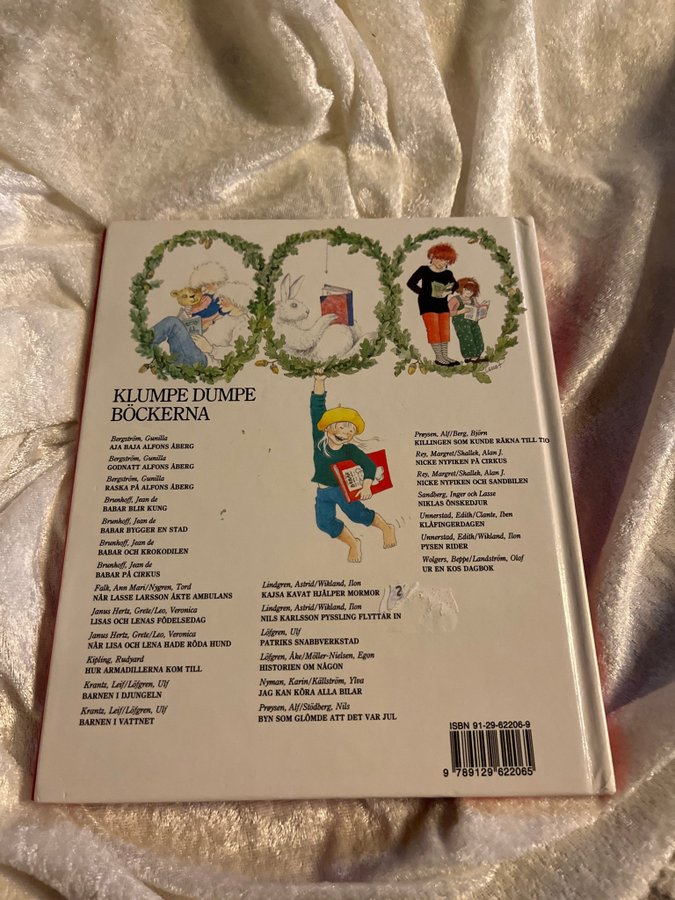 KLUMPE DUMPE
BÖCKERNA
Bergström, Gunilla
AJA BAJA ALFONS ÅBERG
Bergström, Gunilla
GODNATT ALFONS ÅBERG
Bergström, Gunilla
RASKA PÅ ALFONS ÅBERG
Brunhoff, Jean de
BABAR BLIR KUNG
Brunhoff, Jean de
BABAR BYGGER EN STAD
Brunhoff, Jean de
BABAR OCH KROKODILEN
Brunhoff, Jean de
BABAR PÅ CIRKUS
Falk, Ann Mari/Nygren, Tord
NÄR LASSE LARSSON ÅKTE AMBULANS
Janus Hertz, Grete/Leo, Veronica
LISAS OCH LENAS FÖDELSEDAG
Janus Hertz, Grete/Leo, Veronica
NÄR LISA OCH LENA HADE RÖDA HUND
Kipling, Rudyard
HUR ARMADILLERNA KOM TILL
Krantz, Leif/Löfgren, Ulf
BARNEN I DJUNGELN
Krantz, Leif/Löfgren, Ulf
BARNEN I VATTNET
Lindgren, Astrid/Wikland, Ilon
KAJSA KAVAT HJÄLPER MORMOR
Lindgren, Astrid/Wikland, Ilon
NILS KARLSSON PYSSLING FLYTTAR IN
Löfgren, Ulf
PATRIKS SNABBVERKSTAD
Löfgren, Åke/Möller-Nielsen, Egon
HISTORIEN OM NÅGON
Nyman, Karin/Källström, Ylva
JAG KAN KÖRA ALLA BILAR
Prøysen, Alf/Stödberg, Nils
BYN SOM GLÖMDE ATT DET VAR JUL
Prøysen, Alf/Berg, Björn
KILLINGEN SOM KUNDE RÄKNA TILL TIO
Rey, Margret/Shallek, Alan J.
NICKE NYFIKEN PÅ CIRKUS
Rey, Margret/Shallek, Alan J.
NICKE NYFIKEN OCH SANDBILEN
Sandberg, Inger och Lasse
NIKLAS ÖNSKEDJUR
Unnerstad, Edith/Clante, Iben
KLÅFINGERDAGEN
Unnerstad, Edith/Wikland, Ilon
PYSEN RIDER
Wolgers, Beppe/Landström, Olof
UR EN KOS DAGBOK
ISBN 91-29-62206-9
9 789129 622065